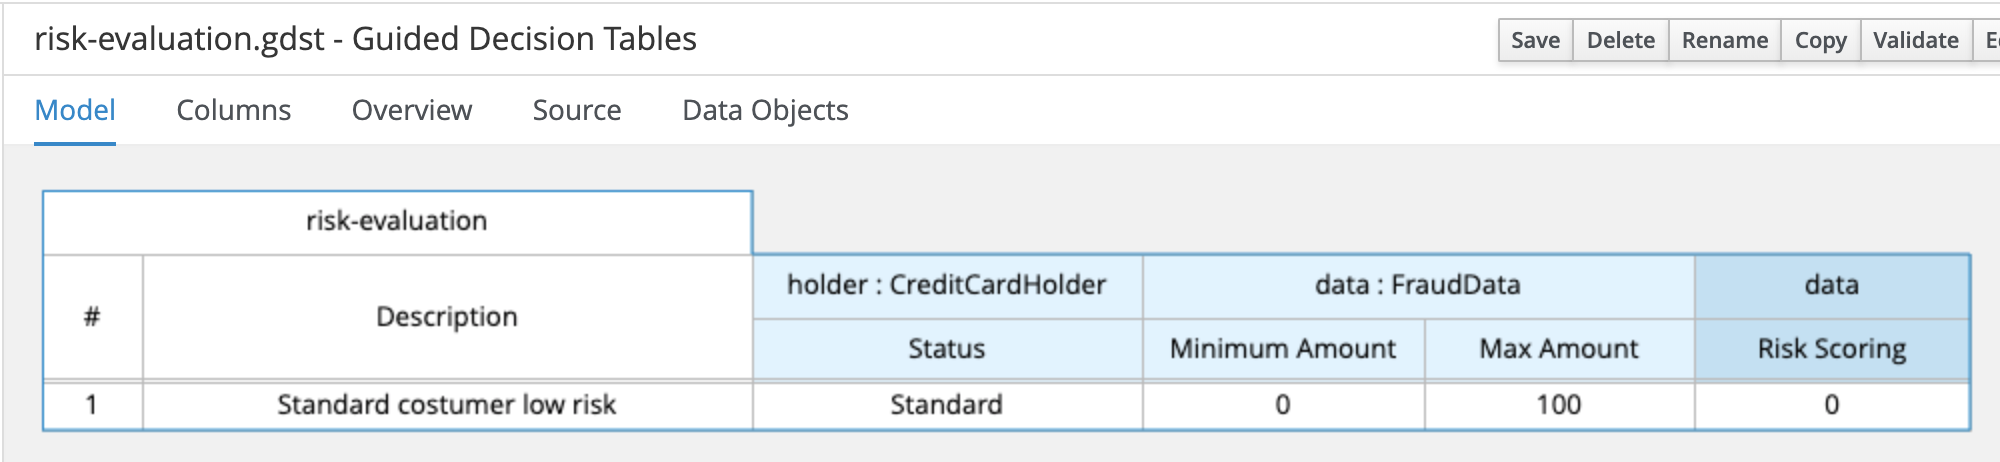 risk-evaluation.gdst - Guided Decision Tables
Save Delete Rename Copy Validate
Model Columns Overview Source Data Objects
risk-evaluation
holder : CreditCardHolder data : FraudData data
# Description
Status Minimum Amount Max Amount Risk Scoring
1 Standard costumer low risk Standard 0 100 0